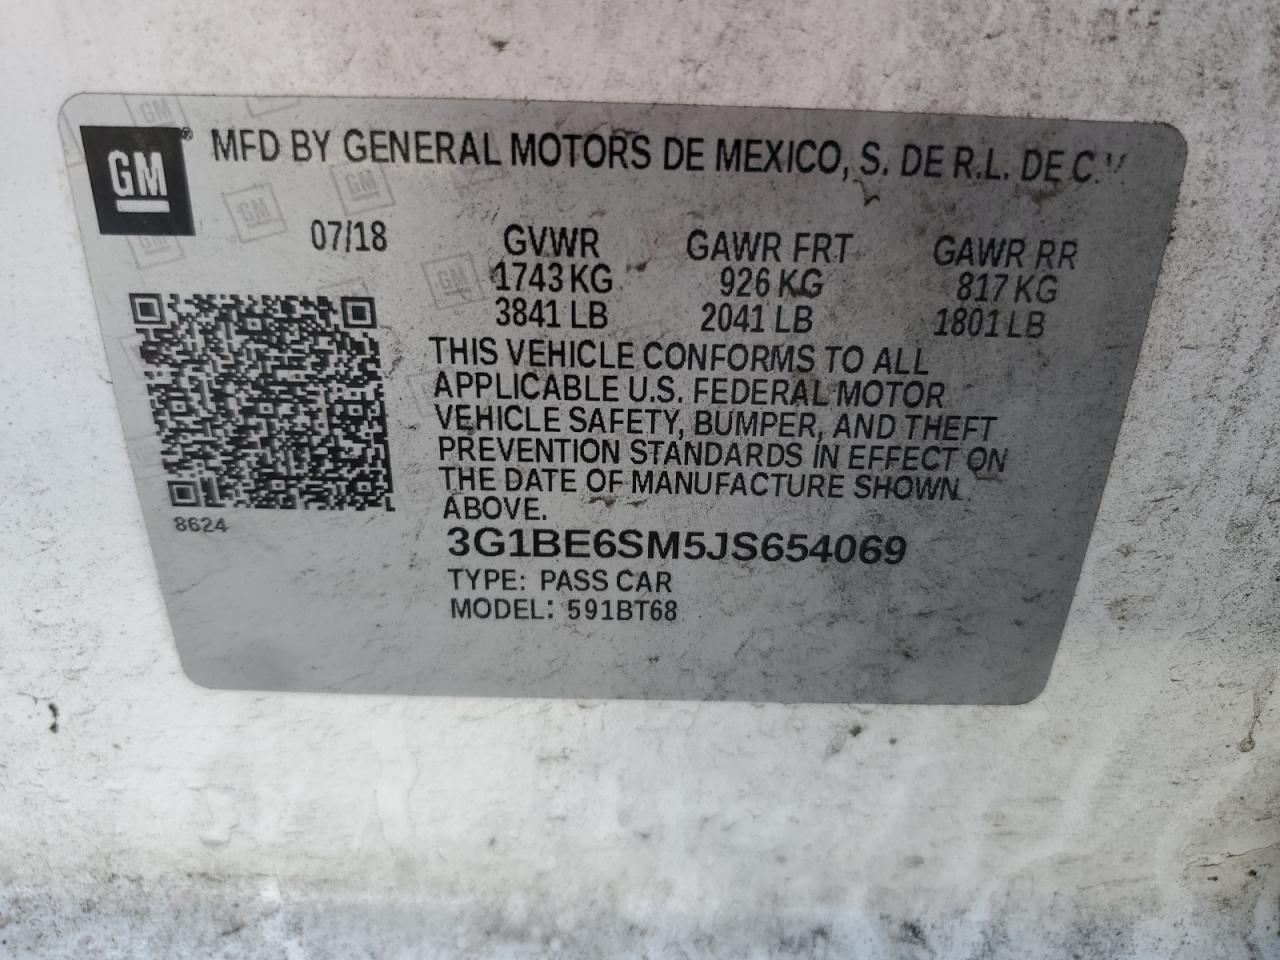 GM ® MFD BY GENERAL MOTORS DE MEXICO, S. DE R.L. DE C.V
07/18 GVWR GAWR FRT GAWR RR
1743 KG 926 KG 817 KG
3841 LB 2041 LB 1801 LB
THIS VEHICLE CONFORMS TO ALL
APPLICABLE U.S. FEDERAL MOTOR
VEHICLE SAFETY, BUMPER, AND THEFT
PREVENTION STANDARDS IN EFFECT ON
THE DATE OF MANUFACTURE SHOWN
ABOVE.
8624
3G1BE6SM5JS654069
TYPE: PASS CAR
MODEL: 591BT68